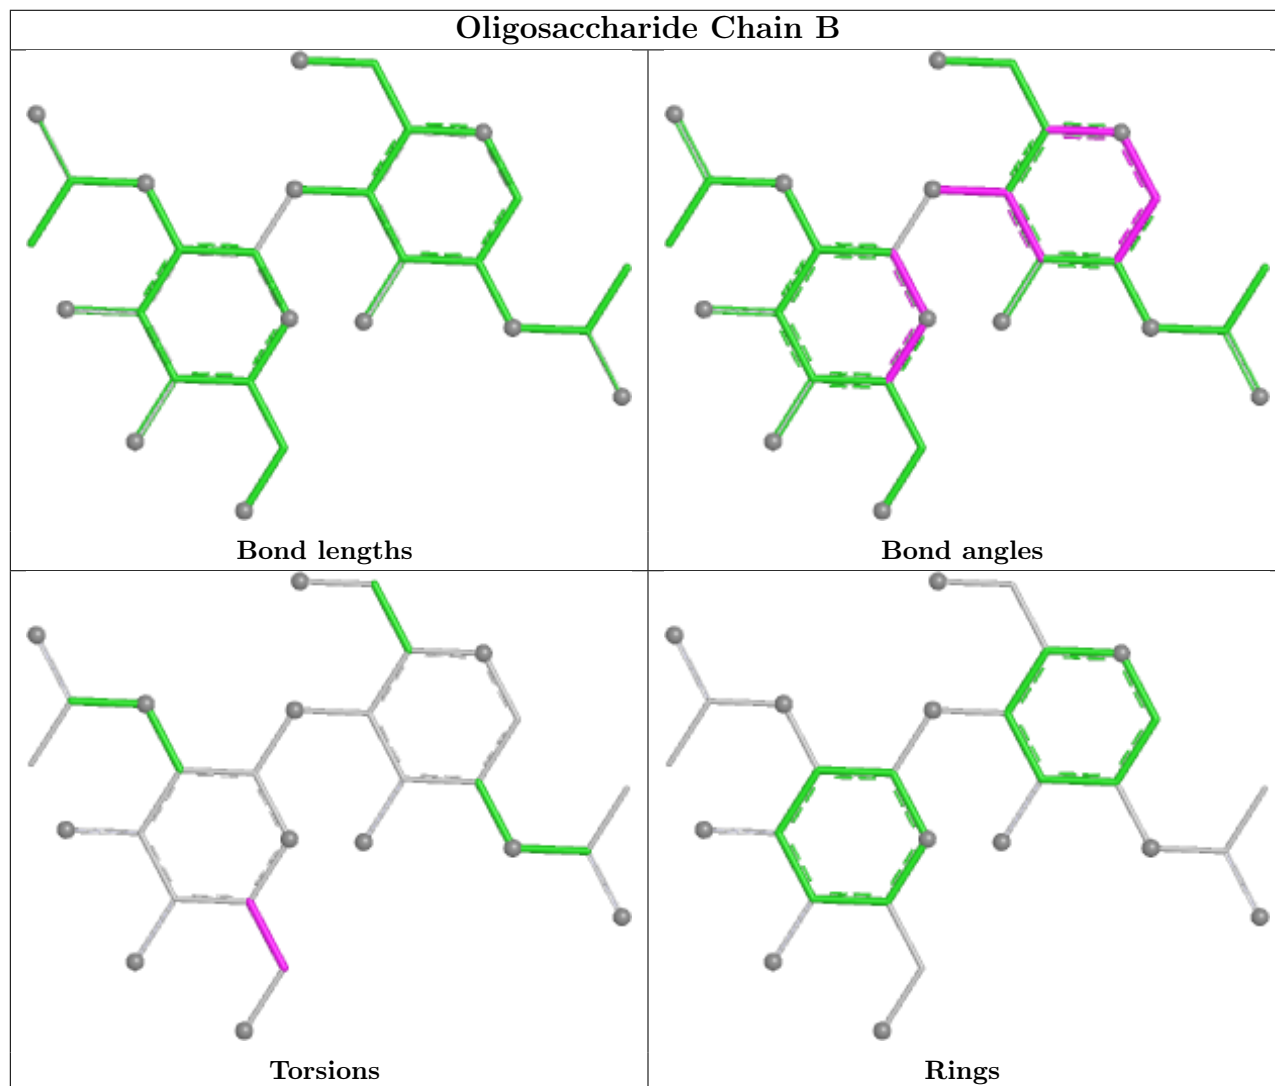 Oligosaccharide Chain B
Bond lengths
Bond angles
Torsions
Rings